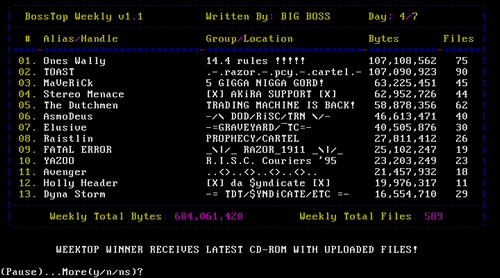 BossTop Weekly v1.1 Written By: BIG BOSS Day: 4/7
# Alias/Handle Group/Location Bytes Files
01. Ones Wally 14.4 rules !!!!! 107,108,562 75
02. TOAST .-.razor.-.pcy.-.cartel.- 107,090,923 90
03. MaVeRiCk 5 GIGGA NIGGA GORD! 63,225,451 45
04. Stereo Menace [X] AKiRA SUPPORT [X] 62,952,726 44
05. The Dutchmen TRADING MACHINE IS BACK! 58,878,356 62
06. AsmoDeus -/\ DOD/RiSC/TRN \/- 46,613,471 40
07. Elusive -=GRAVEYARD/~TC=- 40,505,876 30
08. Raistlin PROPHECY/CARTEL 27,811,412 26
09. FATAL ERROR _\|/_ RAZOR_1911 _\|/_ 25,102,247 19
10. YAZOO R.I.S.C. Couriers '95 23,203,249 23
11. Avenger ..<>..<>..<>.. 21,457,932 18
12. Holly Header [X] da $yndicate [X] 19,976,317 11
13. Dyna Storm -= TDT/$YNDiCATE/ETC =- 16,554,710 29
Weekly Total Bytes: 684,061,420 Weekly Total Files: 589
WEEKTOP WINNER RECEIVES LATEST CD-ROM WITH UPLOADED FILES!
(Pause)...More(y/n/ns)?